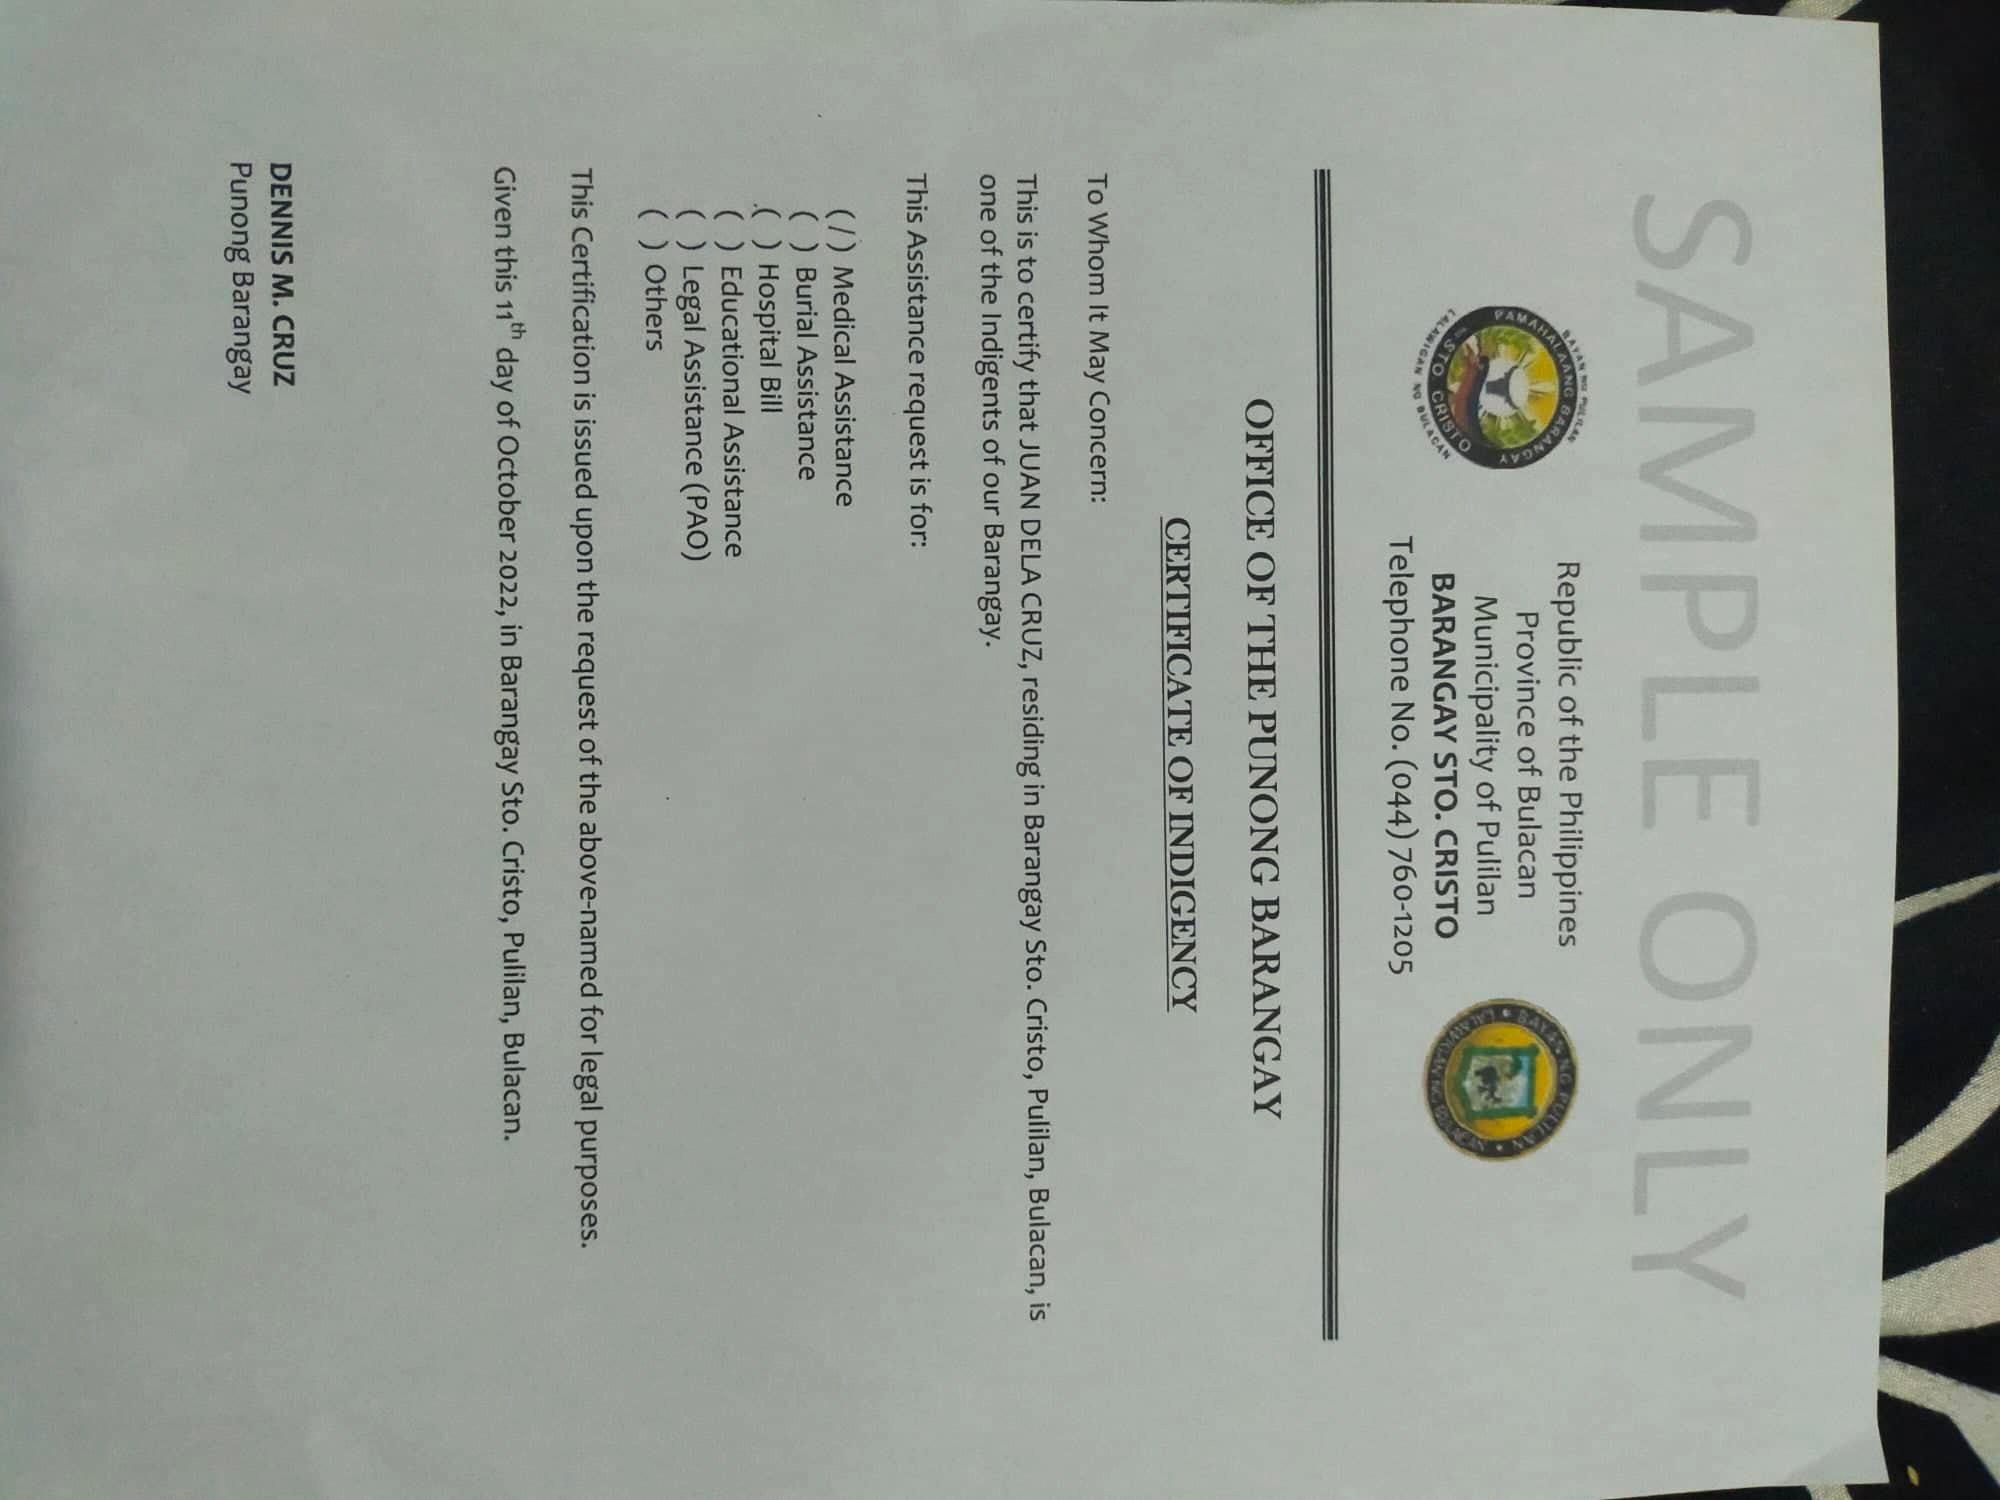 SAMPLE ONLY
BAYAN NG PULILAN
PAMAHALAANG BARANGAY
STO. CRISTO
LALAWIGAN NG BULACAN
Republic of the Philippines
Province of Bulacan
Municipality of Pulilan
BARANGAY STO. CRISTO
Telephone No. (044) 760-1205
BAYAN NG PULILAN
LALAWIGAN NG BULACAN
OFFICE OF THE PUNONG BARANGAY
CERTIFICATE OF INDIGENCY
To Whom It May Concern:
This is to certify that JUAN DELA CRUZ, residing in Barangay Sto. Cristo, Pulilan, Bulacan, is
one of the Indigents of our Barangay.
This Assistance request is for:
(/) Medical Assistance
( ) Burial Assistance
( ) Hospital Bill
( ) Educational Assistance
( ) Legal Assistance (PAO)
( ) Others
This Certification is issued upon the request of the above-named for legal purposes.
Given this 11th day of October 2022, in Barangay Sto. Cristo, Pulilan, Bulacan.
DENNIS M. CRUZ
Punong Barangay